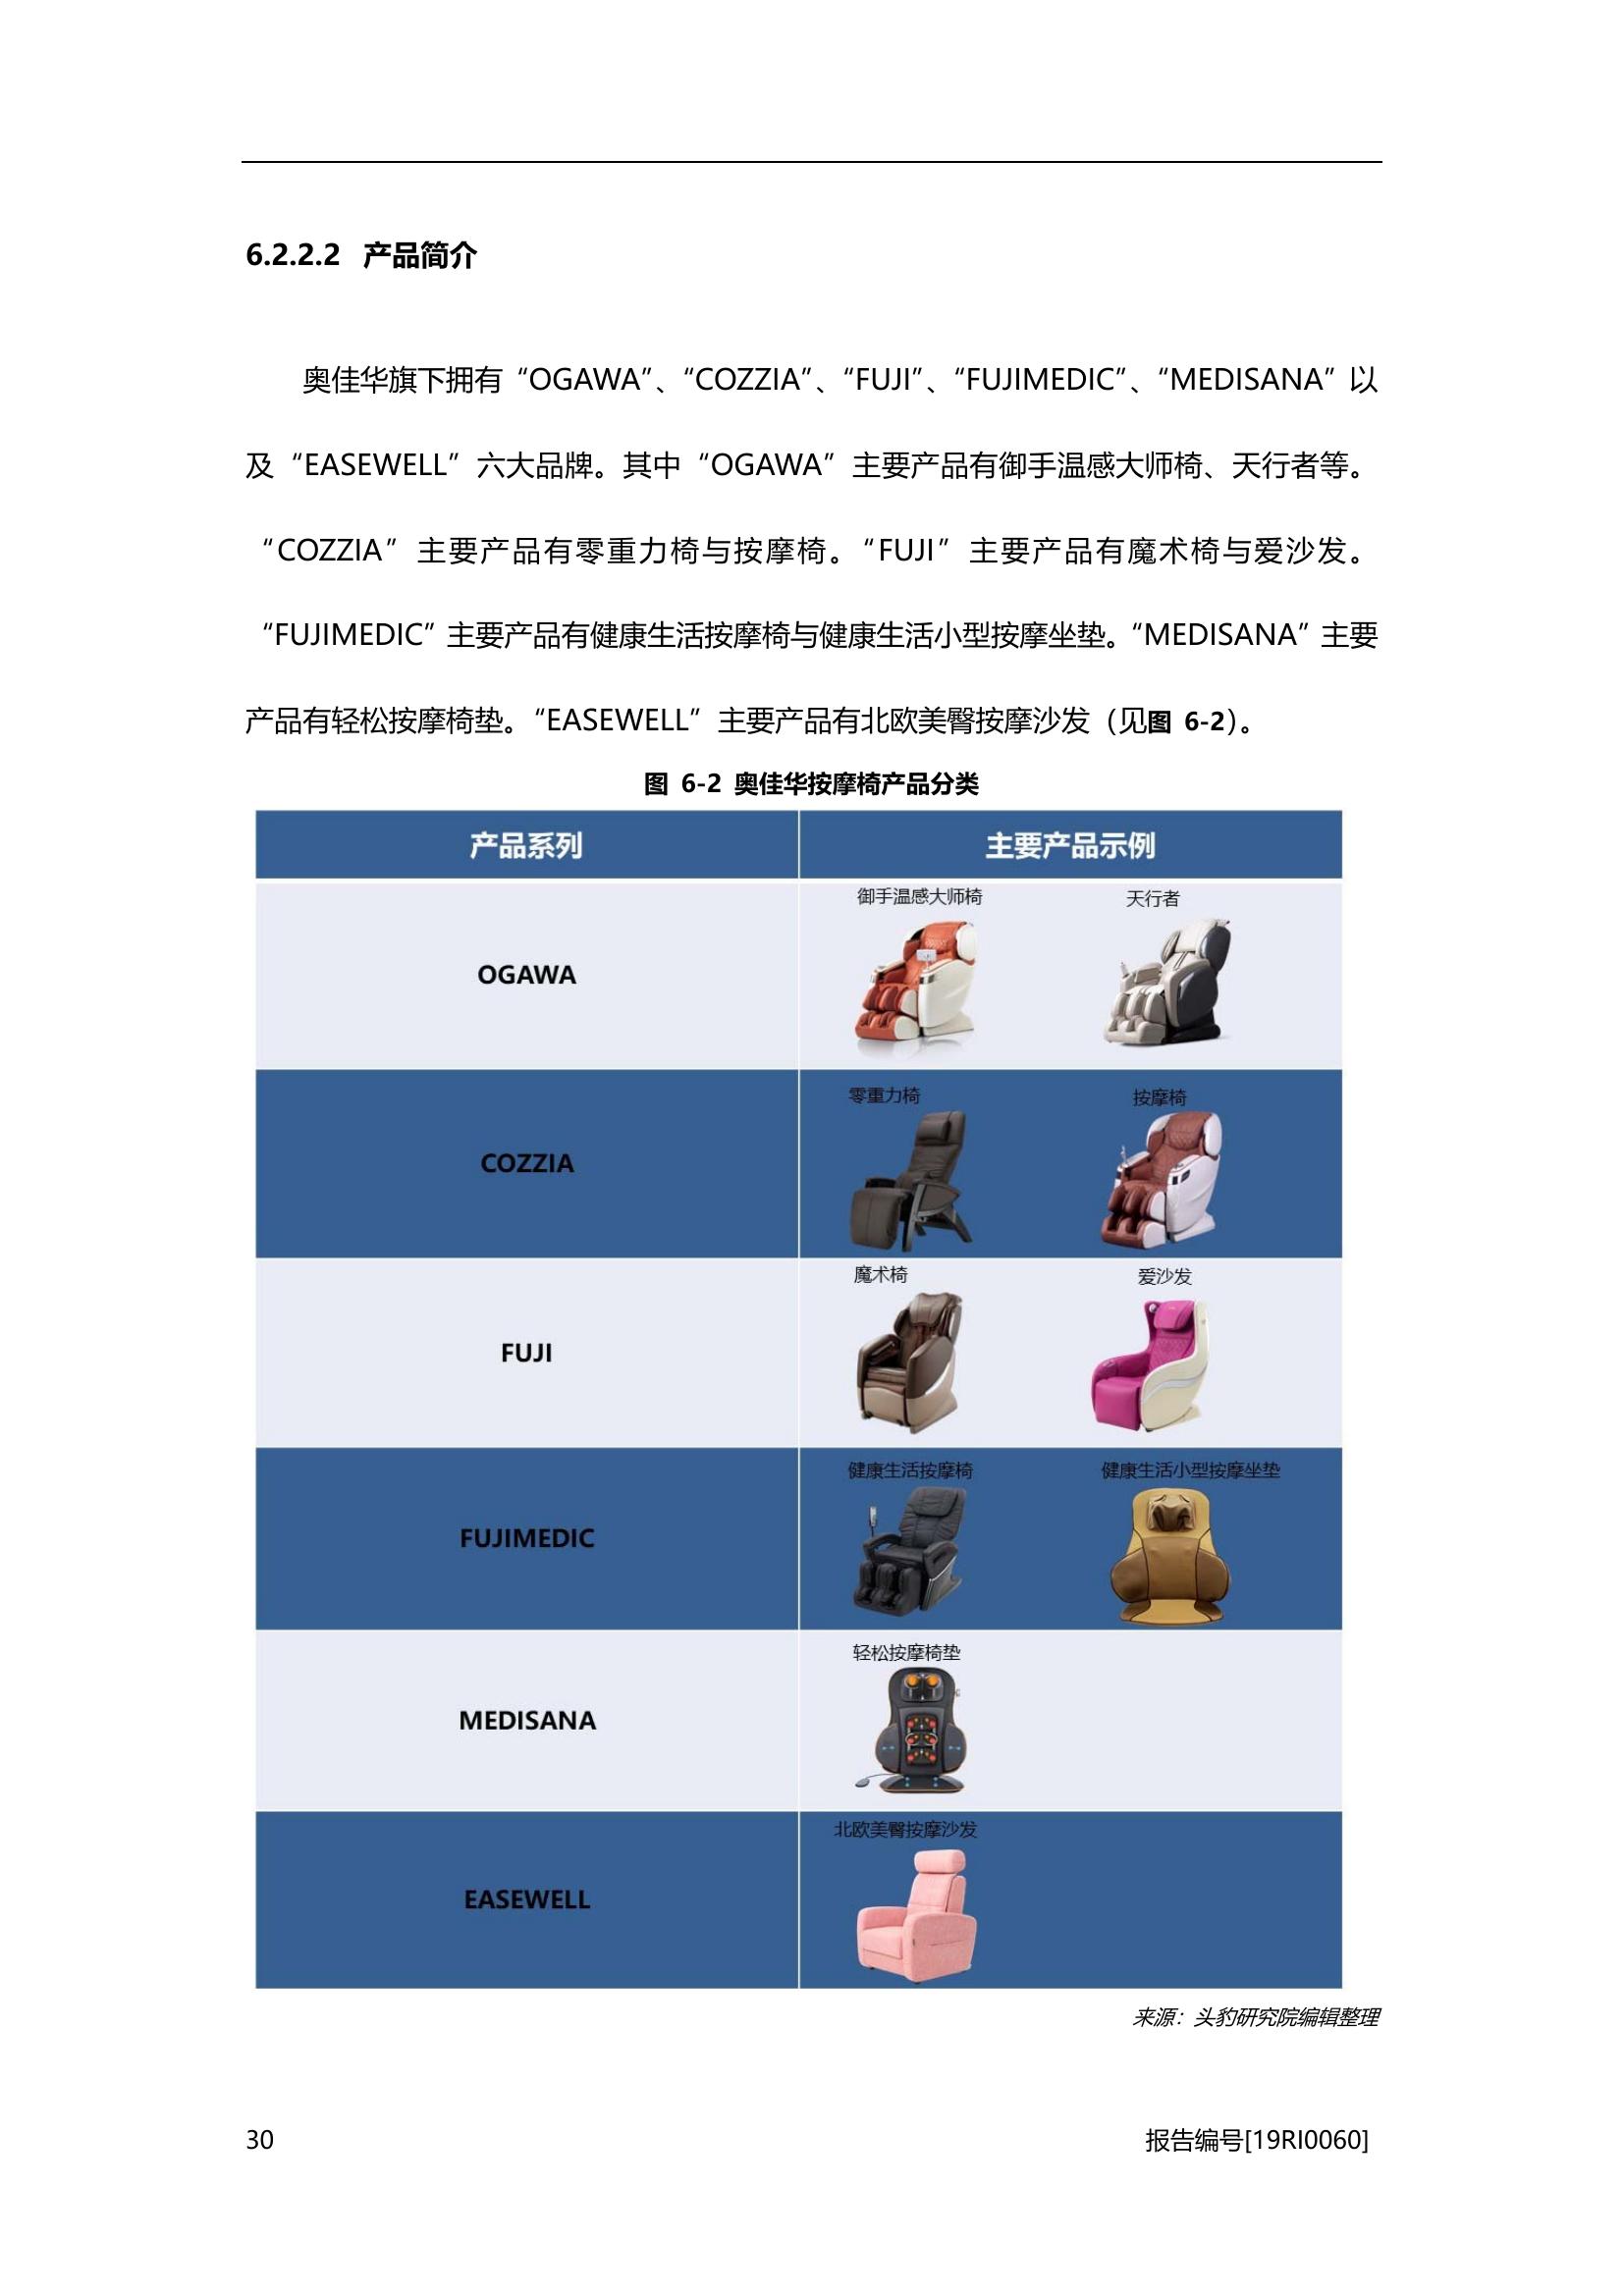 6.2.2.2 产品简介
奥佳华旗下拥有“OGAWA”、“COZZIA”、“FUJI”、“FUJIMEDIC”、“MEDISANA”以
及“EASEWELL”六大品牌。其中“OGAWA”主要产品有御手温感大师椅、天行者等。
“COZZIA”主要产品有零重力椅与按摩椅。“FUJI”主要产品有魔术椅与爱沙发。
“FUJIMEDIC”主要产品有健康生活按摩椅与健康生活小型按摩坐垫。“MEDISANA”主要
产品有轻松按摩椅垫。“EASEWELL”主要产品有北欧美臀按摩沙发（见图 6-2）。
图 6-2 奥佳华按摩椅产品分类
产品系列 主要产品示例
御手温感大师椅 天行者
OGAWA
零重力椅 按摩椅
COZZIA
魔术椅 爱沙发
FUJI
健康生活按摩椅 健康生活小型按摩坐垫
FUJIMEDIC
轻松按摩椅垫
MEDISANA
北欧美臀按摩沙发
EASEWELL
来源：头豹研究院编辑整理
30 报告编号[19RI0060]